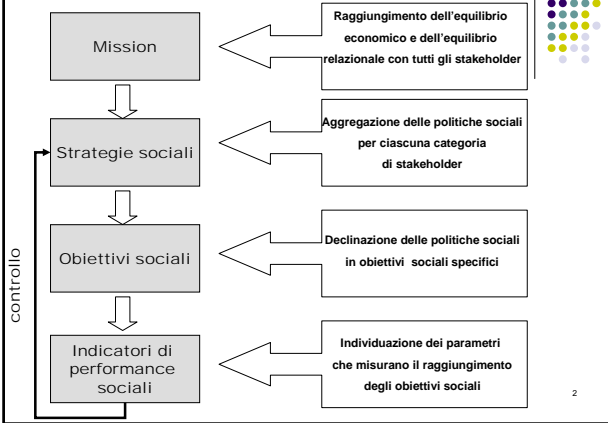 Mission
Raggiungimento dell'equilibrio
economico e dell'equilibrio
relazionale con tutti gli stakeholder
Strategie sociali
Aggregazione delle politiche sociali
per ciascuna categoria
di stakeholder
Obiettivi sociali
Declinazione delle politiche sociali
in obiettivi sociali specifici
Indicatori di
performance
sociali
Individuazione dei parametri
che misurano il raggiungimento
degli obiettivi sociali
controllo
2